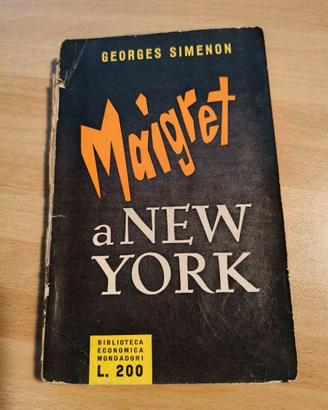 GEORGES SIMENON
Maigret
a NEW
YORK
BIBLIOTECA
ECONOMICA
MONDADORI
L. 200